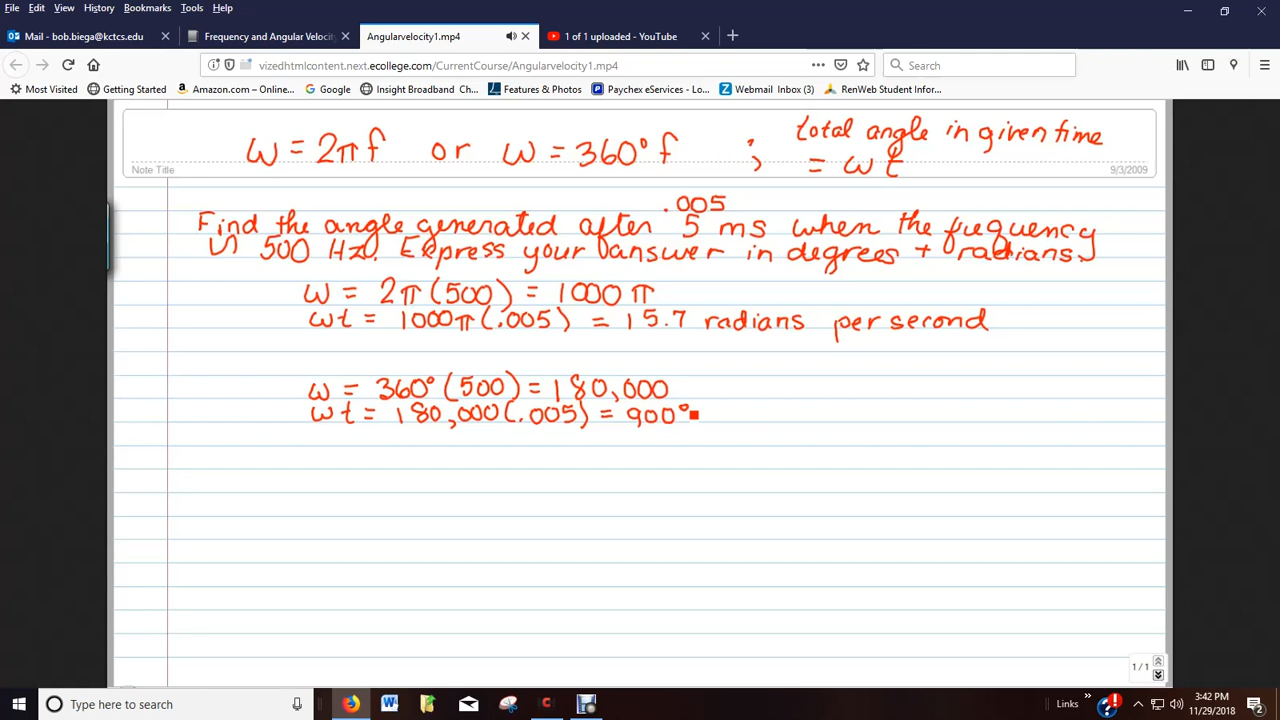 File Edit View History Bookmarks Tools Help
Mail - bob.biega@kctcs.edu
Frequency and Angular Velocity
Angularvelocity1.mp4
1 of 1 uploaded - YouTube
vizedhtmlcontent.next.ecollege.com/CurrentCourse/Angularvelocity1.mp4
Search
Most Visited Getting Started Amazon.com – Online... Google Insight Broadband Ch... Features & Photos Paychex eServices - Lo... Webmail Inbox (3) RenWeb Student Infor...
ω = 2πf or ω = 360° f ; total angle in given time
= ωt
Note Title
9/3/2009
.005
Find the angle generated after 5 ms when the frequency
is 500 Hz. Express your answer in degrees + radians.
ω = 2π(500) = 1000π
ωt = 1000π(.005) = 15.7 radians per second
ω = 360°(500) = 180,000
ωt = 180,000(.005) = 900°
1/1
Type here to search
Links
3:42 PM
11/29/2018
2